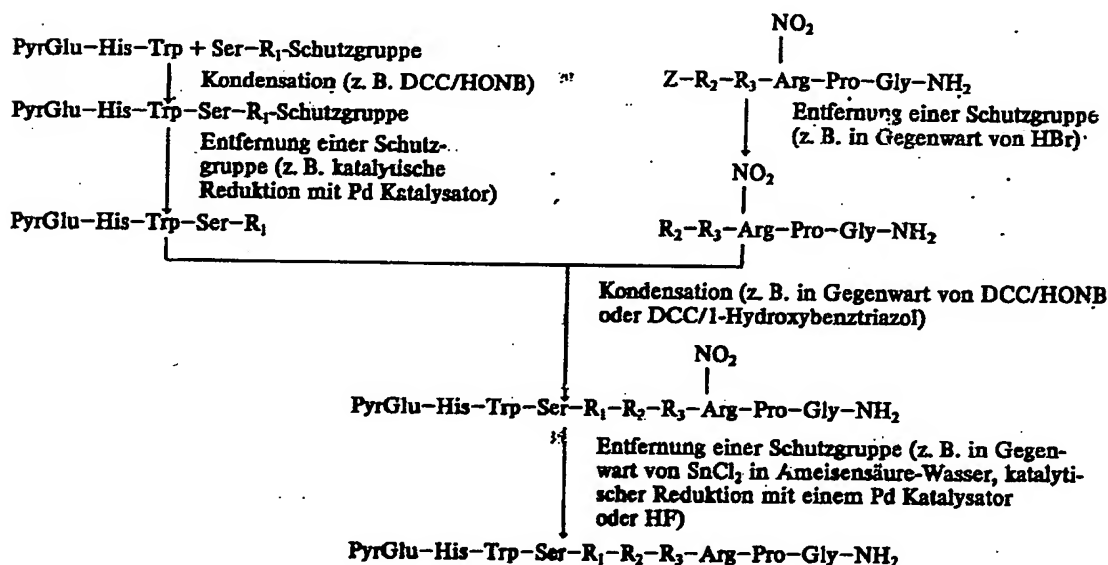 PyrGlu–His–Trp + Ser–R₁-Schutzgruppe
Kondensation (z. B. DCC/HONB)
PyrGlu–His–Trp–Ser–R₁-Schutzgruppe
Entfernung einer Schutz-
gruppe (z. B. katalytische
Reduktion mit Pd Katalysator)
PyrGlu–His–Trp–Ser–R₁
NO₂
Z–R₂–R₃–Arg–Pro–Gly–NH₂
Entfernung einer Schutzgruppe
(z. B. in Gegenwart von HBr)
NO₂
R₂–R₃–Arg–Pro–Gly–NH₂
Kondensation (z. B. in Gegenwart von DCC/HONB
oder DCC/1-Hydroxybenztriazol)
NO₂
PyrGlu–His–Trp–Ser–R₁–R₂–R₃–Arg–Pro–Gly–NH₂
Entfernung einer Schutzgruppe (z. B. in Gegen-
wart von SnCl₂ in Ameisensäure-Wasser, katalyti-
scher Reduktion mit einem Pd Katalysator
oder HF)
PyrGlu–His–Trp–Ser–R₁–R₂–R₃–Arg–Pro–Gly–NH₂